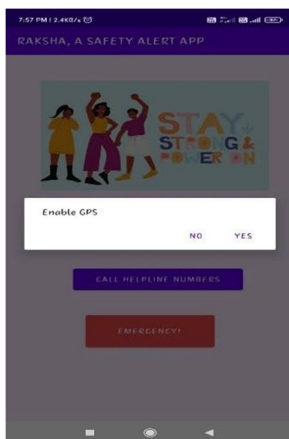 7:57 PM | 2.4KB/s
RAKSHA, A SAFETY ALERT APP
STAY
STRONG &
POWER ON
Enable GPS
NO YES
CALL HELPLINE NUMBERS
EMERGENCY!